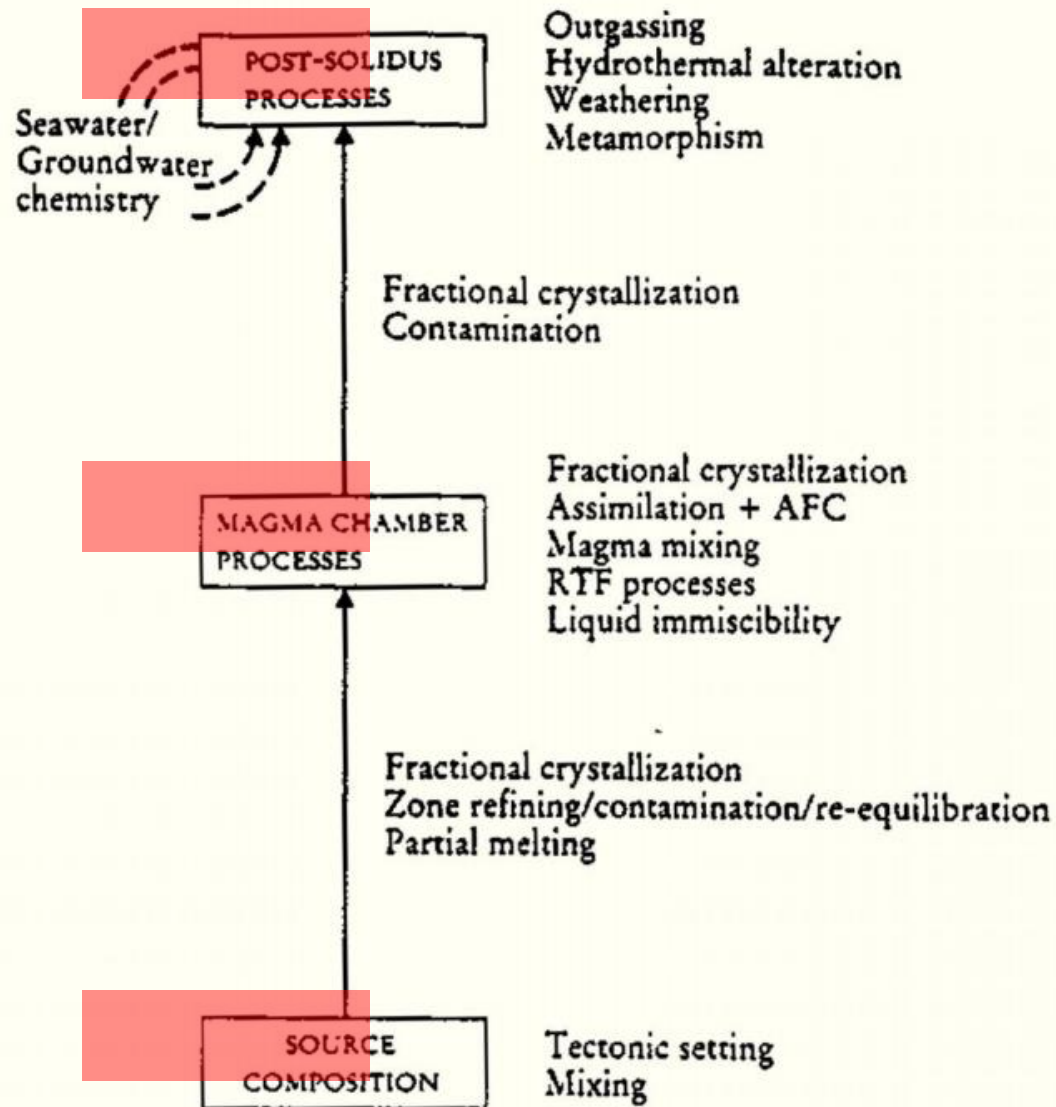 POST-SOLIDUS
PROCESSES
Outgassing
Hydrothermal alteration
Weathering
Metamorphism
Seawater/
Groundwater
chemistry
Fractional crystallization
Contamination
MAGMA CHAMBER
PROCESSES
Fractional crystallization
Assimilation + AFC
Magma mixing
RTF processes
Liquid immiscibility
Fractional crystallization
Zone refining/contamination/re-equilibration
Partial melting
SOURCE
COMPOSITION
Tectonic setting
Mixing